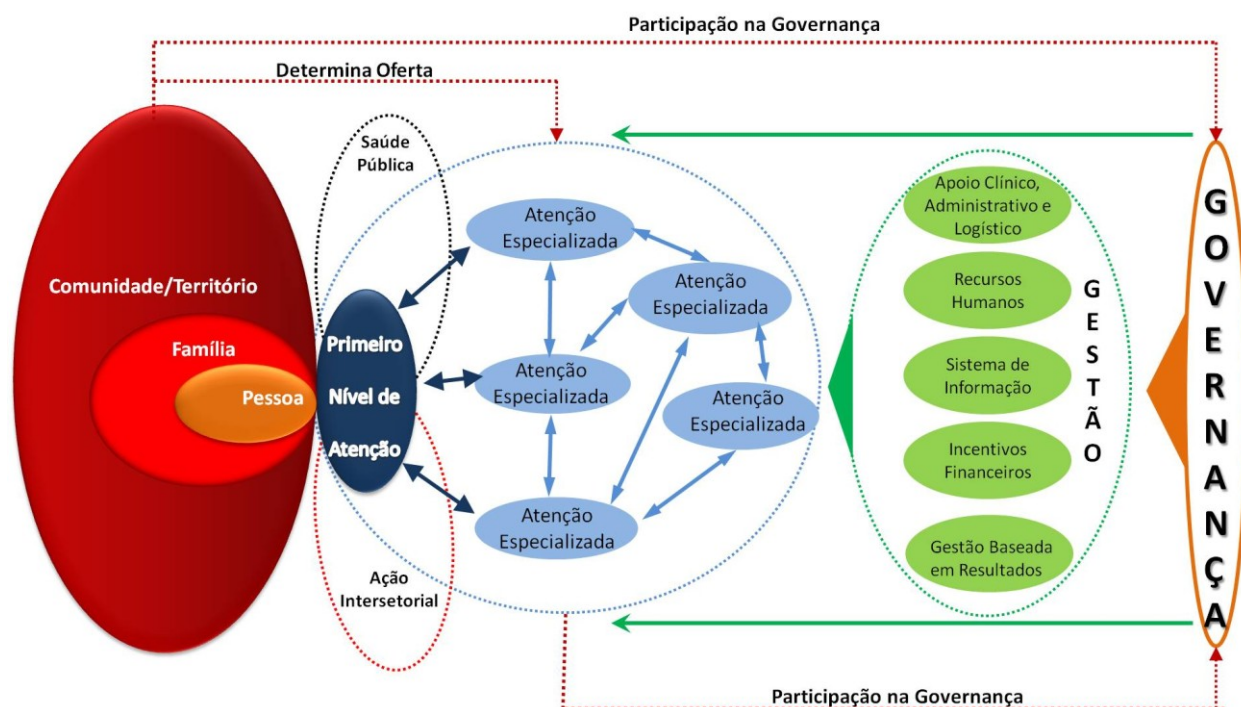 Participação na Governança
Determina Oferta
Saúde
Pública
Comunidade/Território
Família
Pessoa
Primeiro
Nível de
Atenção
Ação
Intersetorial
Atenção
Especializada
Atenção
Especializada
Atenção
Especializada
Atenção
Especializada
Atenção
Especializada
Apoio Clínico,
Administrativo e
Logístico
Recursos
Humanos
Sistema de
Informação
Incentivos
Financeiros
Gestão Baseada
em Resultados
GESTÃO
GOVERNANÇA
Participação na Governança